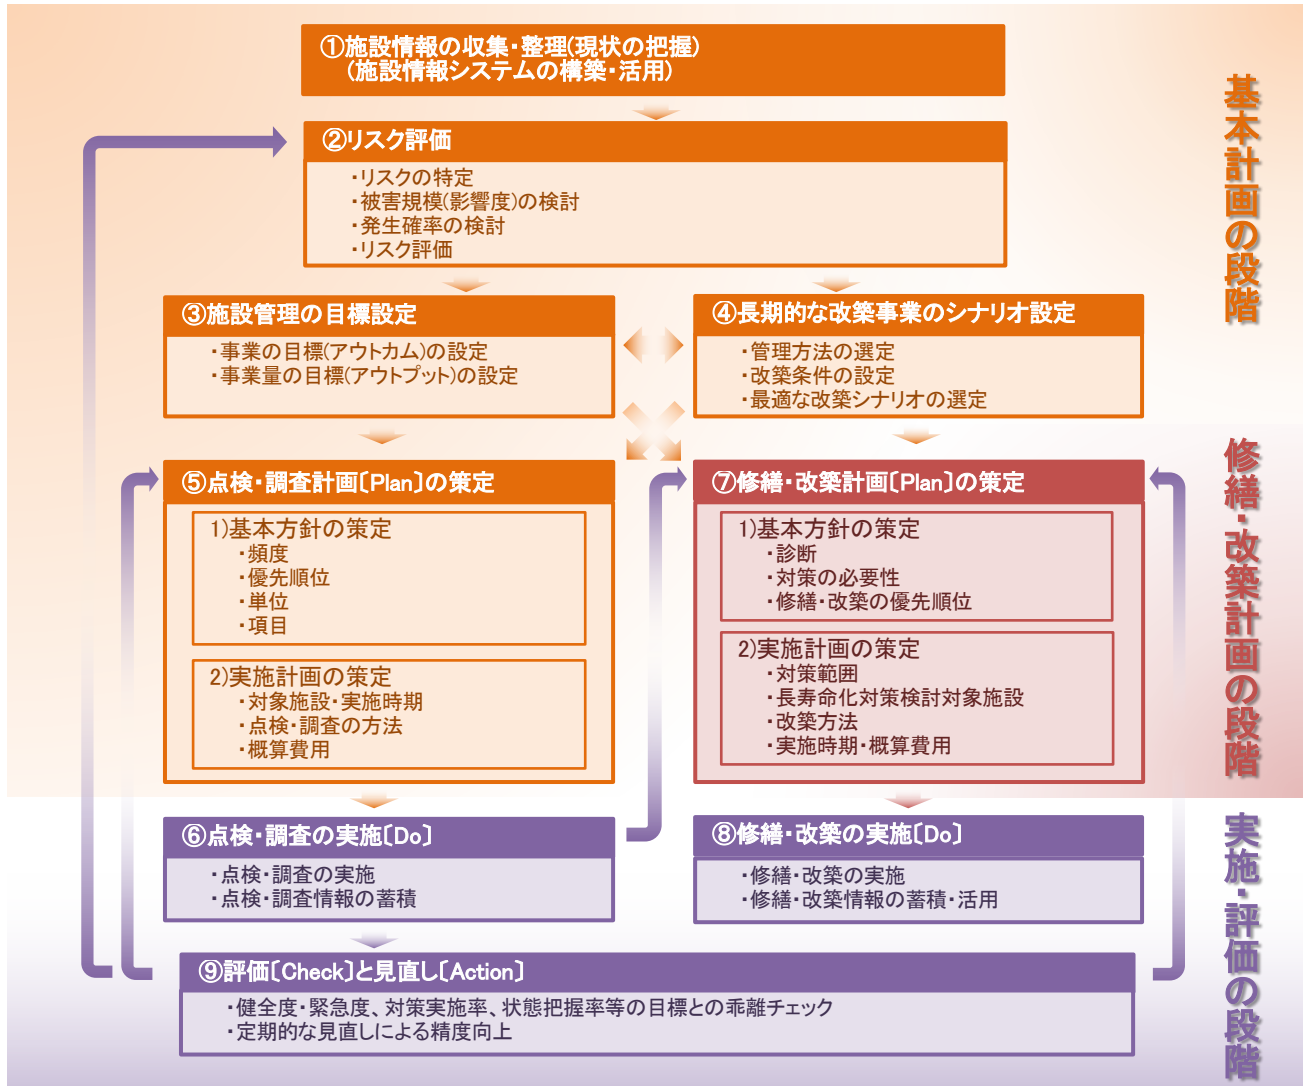 ①施設情報の収集・整理(現状の把握)
(施設情報システムの構築・活用)
②リスク評価
・リスクの特定
・被害規模(影響度)の検討
・発生確率の検討
・リスク評価
③施設管理の目標設定
・事業の目標(アウトカム)の設定
・事業量の目標(アウトプット)の設定
④長期的な改築事業のシナリオ設定
・管理方法の選定
・改築条件の設定
・最適な改築シナリオの選定
⑤点検・調査計画〔Plan〕の策定
1)基本方針の策定
・頻度
・優先順位
・単位
・項目
2)実施計画の策定
・対象施設・実施時期
・点検・調査の方法
・概算費用
⑦修繕・改築計画〔Plan〕の策定
1)基本方針の策定
・診断
・対策の必要性
・修繕・改築の優先順位
2)実施計画の策定
・対策範囲
・長寿命化対策検討対象施設
・改築方法
・実施時期・概算費用
⑥点検・調査の実施〔Do〕
・点検・調査の実施
・点検・調査情報の蓄積
⑧修繕・改築の実施〔Do〕
・修繕・改築の実施
・修繕・改築情報の蓄積・活用
⑨評価〔Check〕と見直し〔Action〕
・健全度・緊急度、対策実施率、状態把握率等の目標との乖離チェック
・定期的な見直しによる精度向上
基本計画の段階
修繕・改築計画の段階
実施・評価の段階